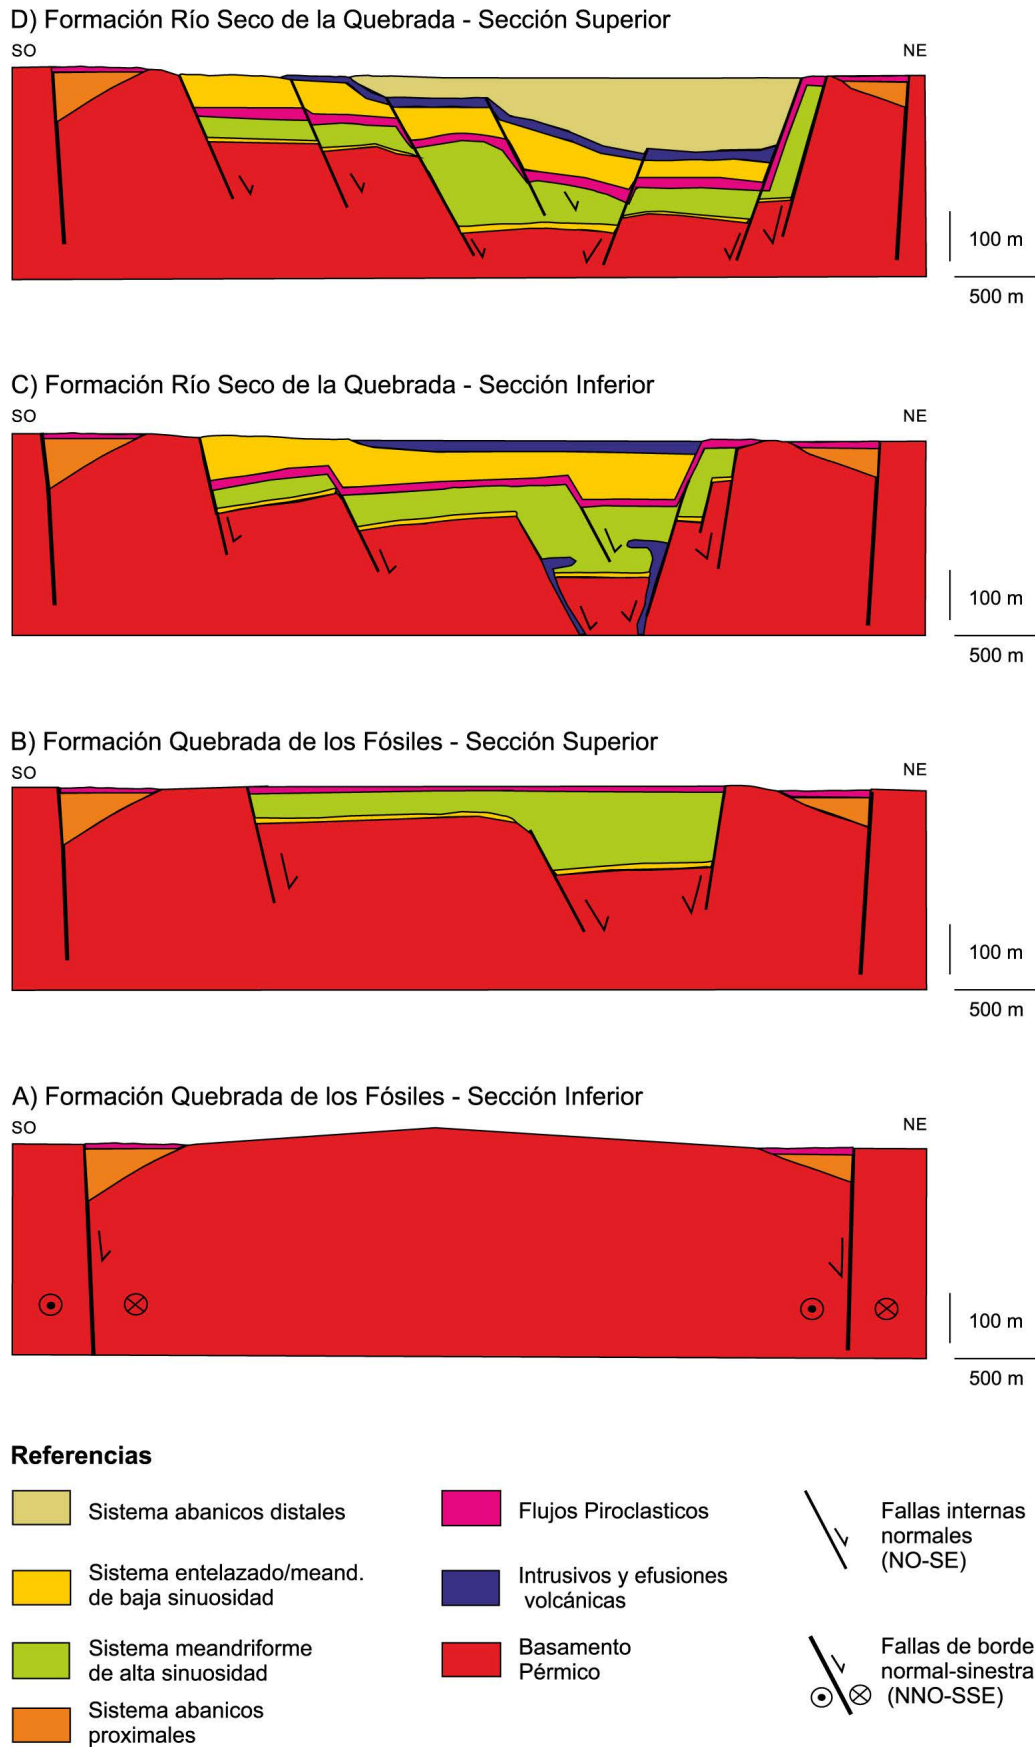 D) Formación Río Seco de la Quebrada - Sección Superior
SO
NE
100 m
500 m
C) Formación Río Seco de la Quebrada - Sección Inferior
SO
NE
100 m
500 m
B) Formación Quebrada de los Fósiles - Sección Superior
SO
NE
100 m
500 m
A) Formación Quebrada de los Fósiles - Sección Inferior
SO
NE
100 m
500 m
Referencias
Sistema abanicos distales
Sistema entelazado/meand.
de baja sinuosidad
Sistema meandriforme
de alta sinuosidad
Sistema abanicos
proximales
Flujos Piroclasticos
Intrusivos y efusiones
volcánicas
Basamento
Pérmico
Fallas internas
normales
(NO-SE)
Fallas de borde
normal-sinestra
(NNO-SSE)